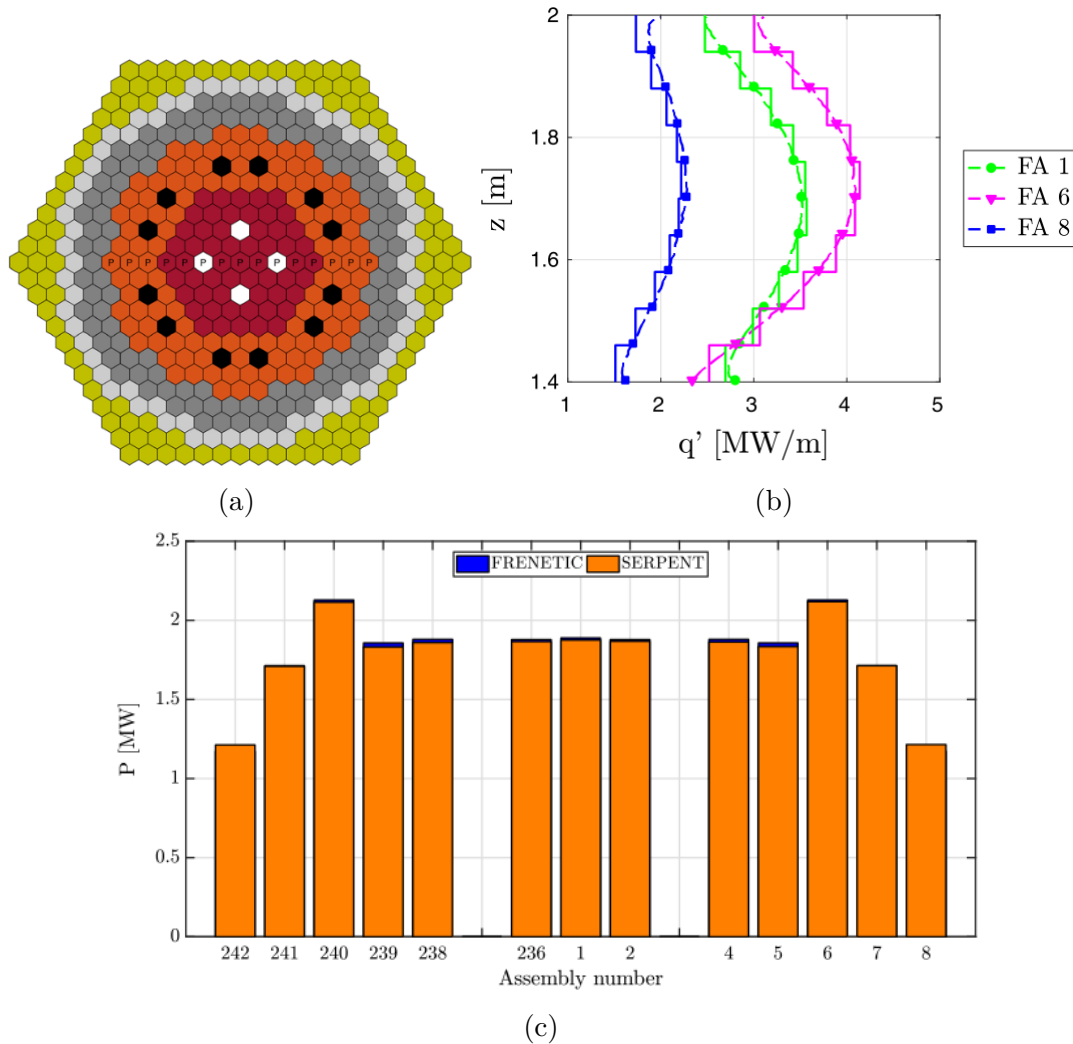 P P P P P P P P P P P P P P P
(a)
2
1.8
1.6
1.4
z [m]
1 2 3 4 5
q' [MW/m]
FA 1
FA 6
FA 8
(b)
FRENETIC SERPENT
2.5
2
1.5
1
0.5
0
P [MW]
242 241 240 239 238 236 1 2 4 5 6 7 8
Assembly number
(c)